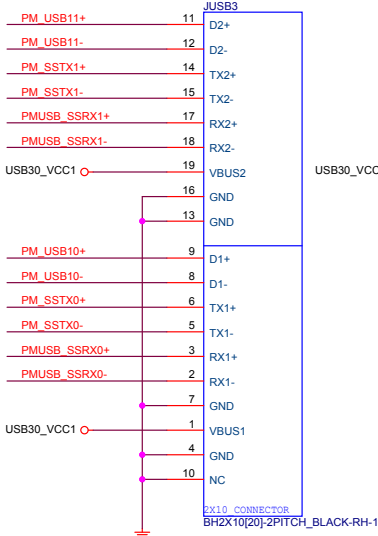 JUSB3
PM_USB11+ 11 D2+
PM_USB11- 12 D2-
PM_SSTX1+ 14 TX2+
PM_SSTX1- 15 TX2-
PMUSB_SSRX1+ 17 RX2+
PMUSB_SSRX1- 18 RX2-
USB30_VCC1 19 VBUS2 USB30_VCC
16 GND
13 GND
PM_USB10+ 9 D1+
PM_USB10- 8 D1-
PM_SSTX0+ 6 TX1+
PM_SSTX0- 5 TX1-
PMUSB_SSRX0+ 3 RX1+
PMUSB_SSRX0- 2 RX1-
7 GND
USB30_VCC1 1 VBUS1
4 GND
10 NC
2X10_CONNECTOR
BH2X10[20]-2PITCH_BLACK-RH-1